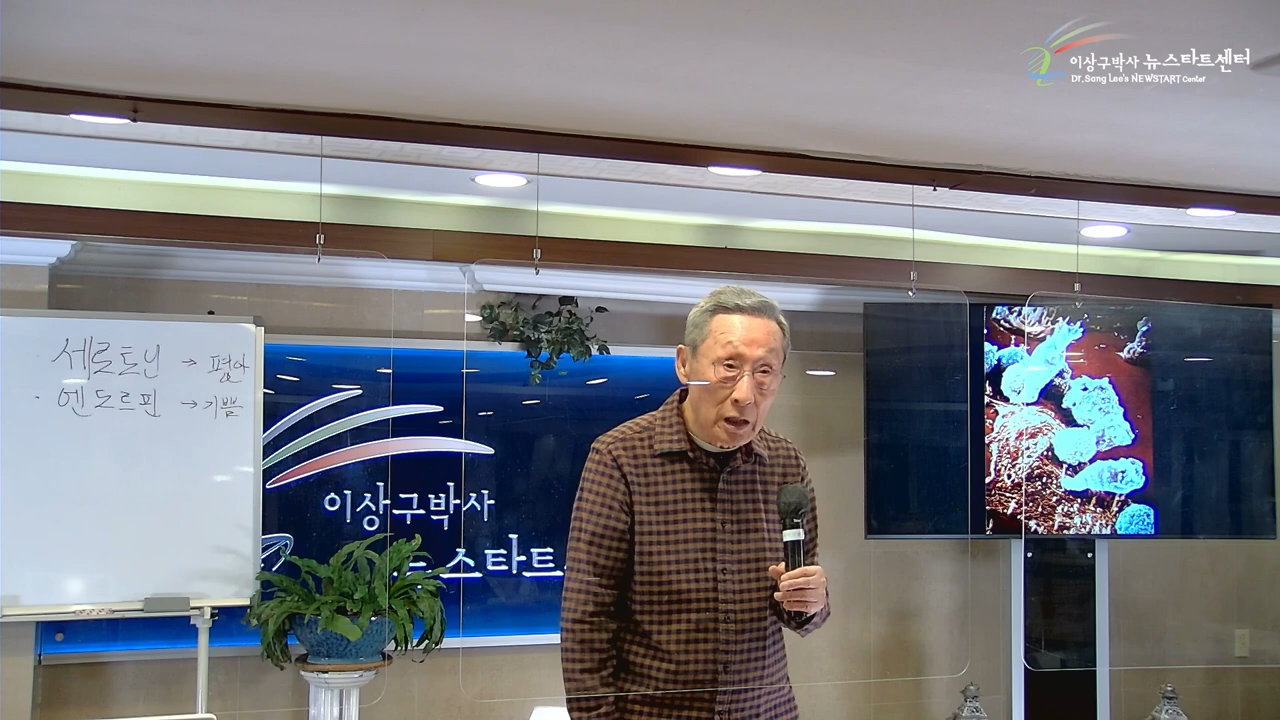 이상구박사 뉴스타트센터
Dr. Sang Lee's NEWSTART Center
세로토닌 → 평안
· 엔도르핀 → 기쁨
이상구박사
뉴스타트